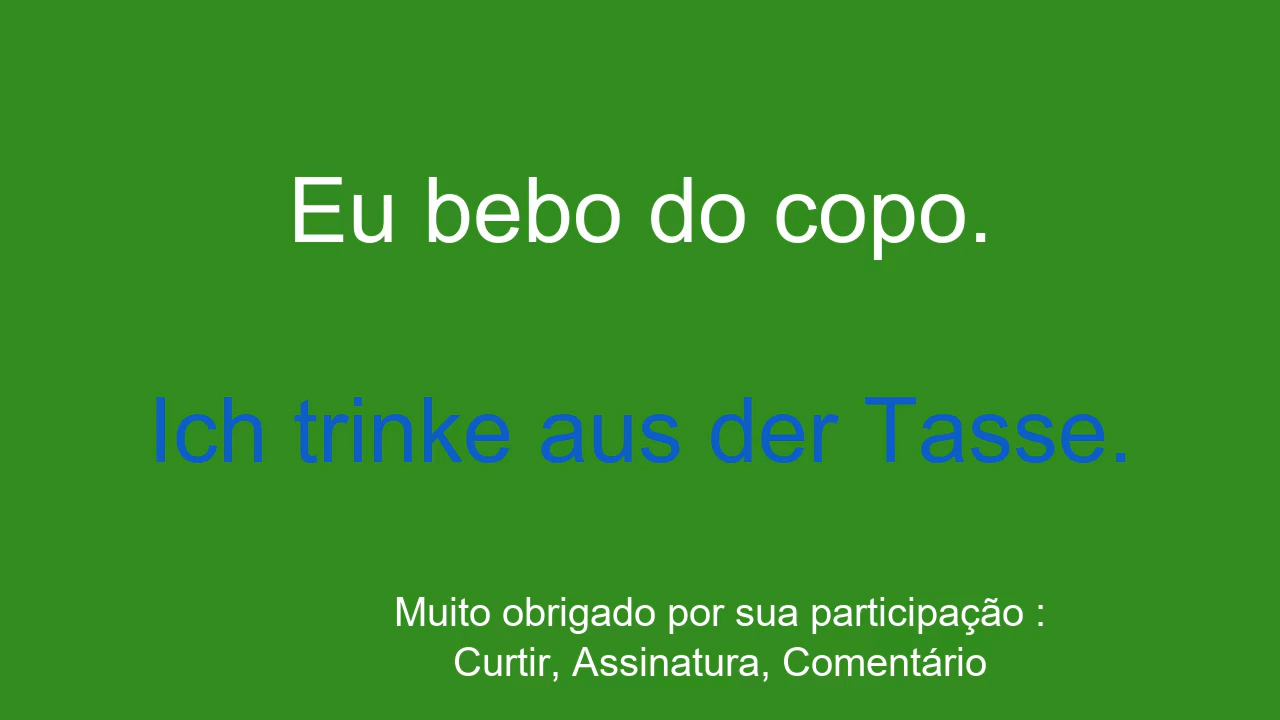 Eu bebo do copo.
Ich trinke aus der Tasse.
Muito obrigado por sua participação :
Curtir, Assinatura, Comentário